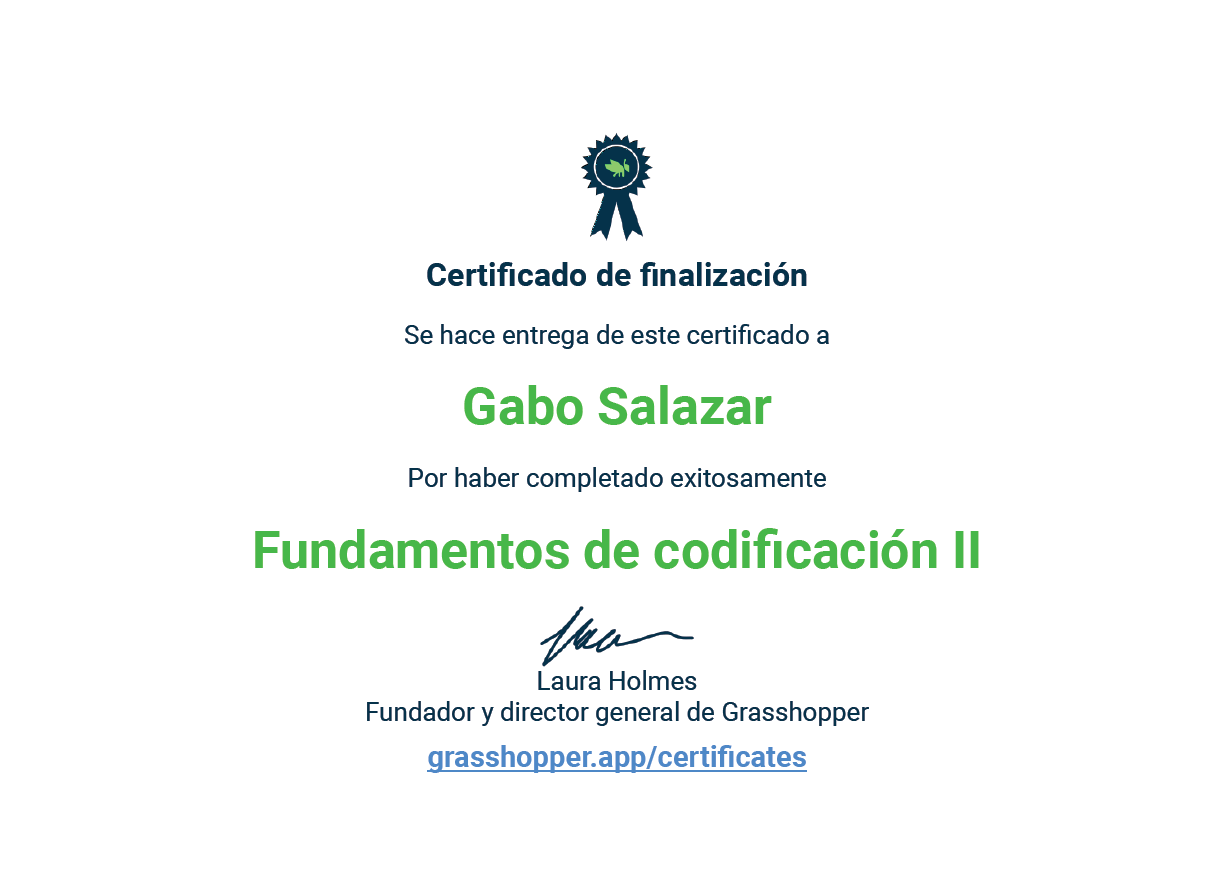 Certificado de finalización
Se hace entrega de este certificado a
Gabo Salazar
Por haber completado exitosamente
Fundamentos de codificación II
Laura Holmes
Fundador y director general de Grasshopper
grasshopper.app/certificates